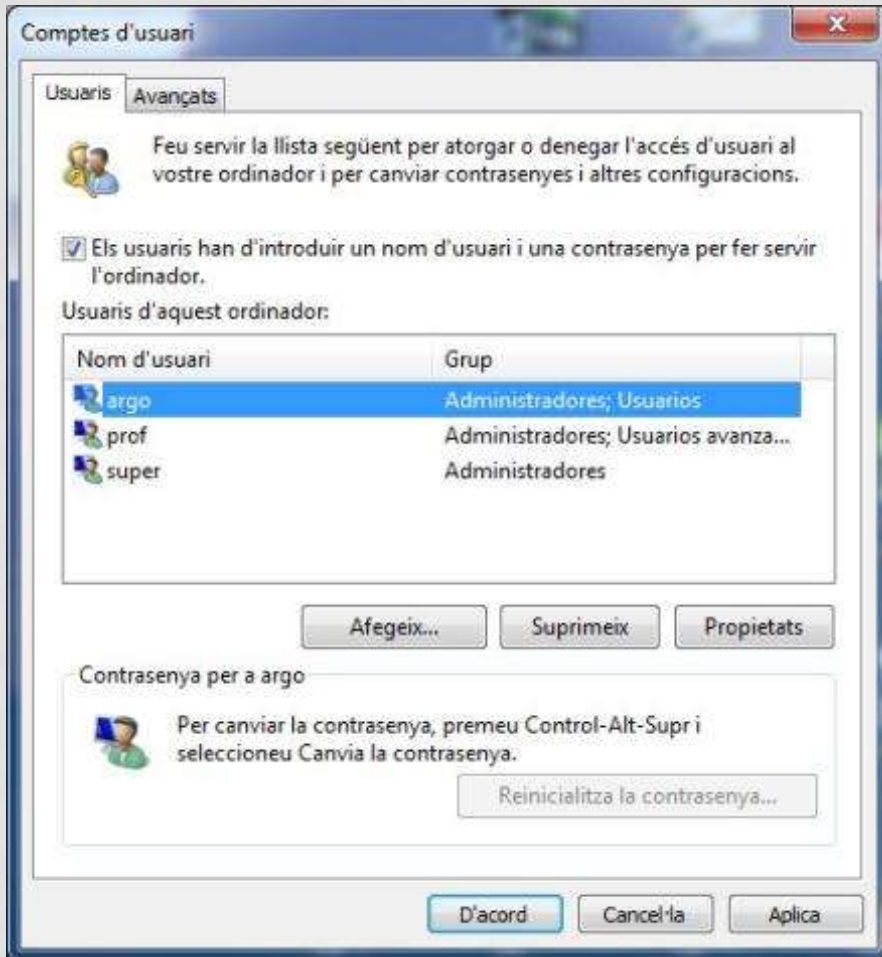 Comptes d'usuari
Usuaris
Avançats
Feu servir la llista següent per atorgar o denegar l'accés d'usuari al
vostre ordinador i per canviar contrasenyes i altres configuracions.
Els usuaris han d'introduir un nom d'usuari i una contrasenya per fer servir
l'ordinador.
Usuaris d'aquest ordinador:
Nom d'usuari Grup
argo Administradores; Usuarios
prof Administradores; Usuarios avanza...
super Administradores
Afegeix... Suprimeix Propietats
Contrasenya per a argo
Per canviar la contrasenya, premeu Control-Alt-Supr i
seleccioneu Canvia la contrasenya.
Reinicialitza la contrasenya...
D'acord Cancel·la Aplica